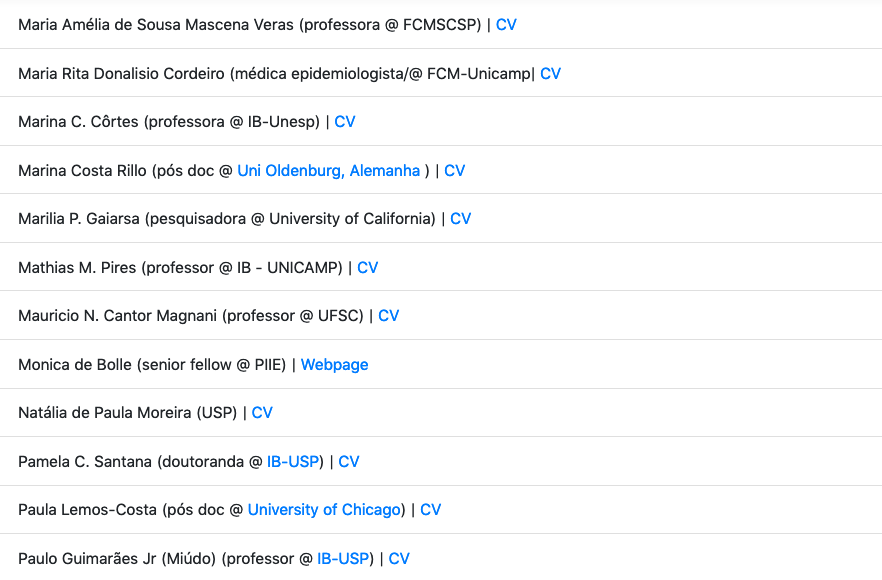 Maria Amélia de Sousa Mascena Veras (professora @ FCMSCSP) | CV
Maria Rita Donalisio Cordeiro (médica epidemiologista/@ FCM-Unicamp| CV
Marina C. Côrtes (professora @ IB-Unesp) | CV
Marina Costa Rillo (pós doc @ Uni Oldenburg, Alemanha ) | CV
Marilia P. Gaiarsa (pesquisadora @ University of California) | CV
Mathias M. Pires (professor @ IB - UNICAMP) | CV
Mauricio N. Cantor Magnani (professor @ UFSC) | CV
Monica de Bolle (senior fellow @ PIIE) | Webpage
Natália de Paula Moreira (USP) | CV
Pamela C. Santana (doutoranda @ IB-USP) | CV
Paula Lemos-Costa (pós doc @ University of Chicago) | CV
Paulo Guimarães Jr (Miúdo) (professor @ IB-USP) | CV